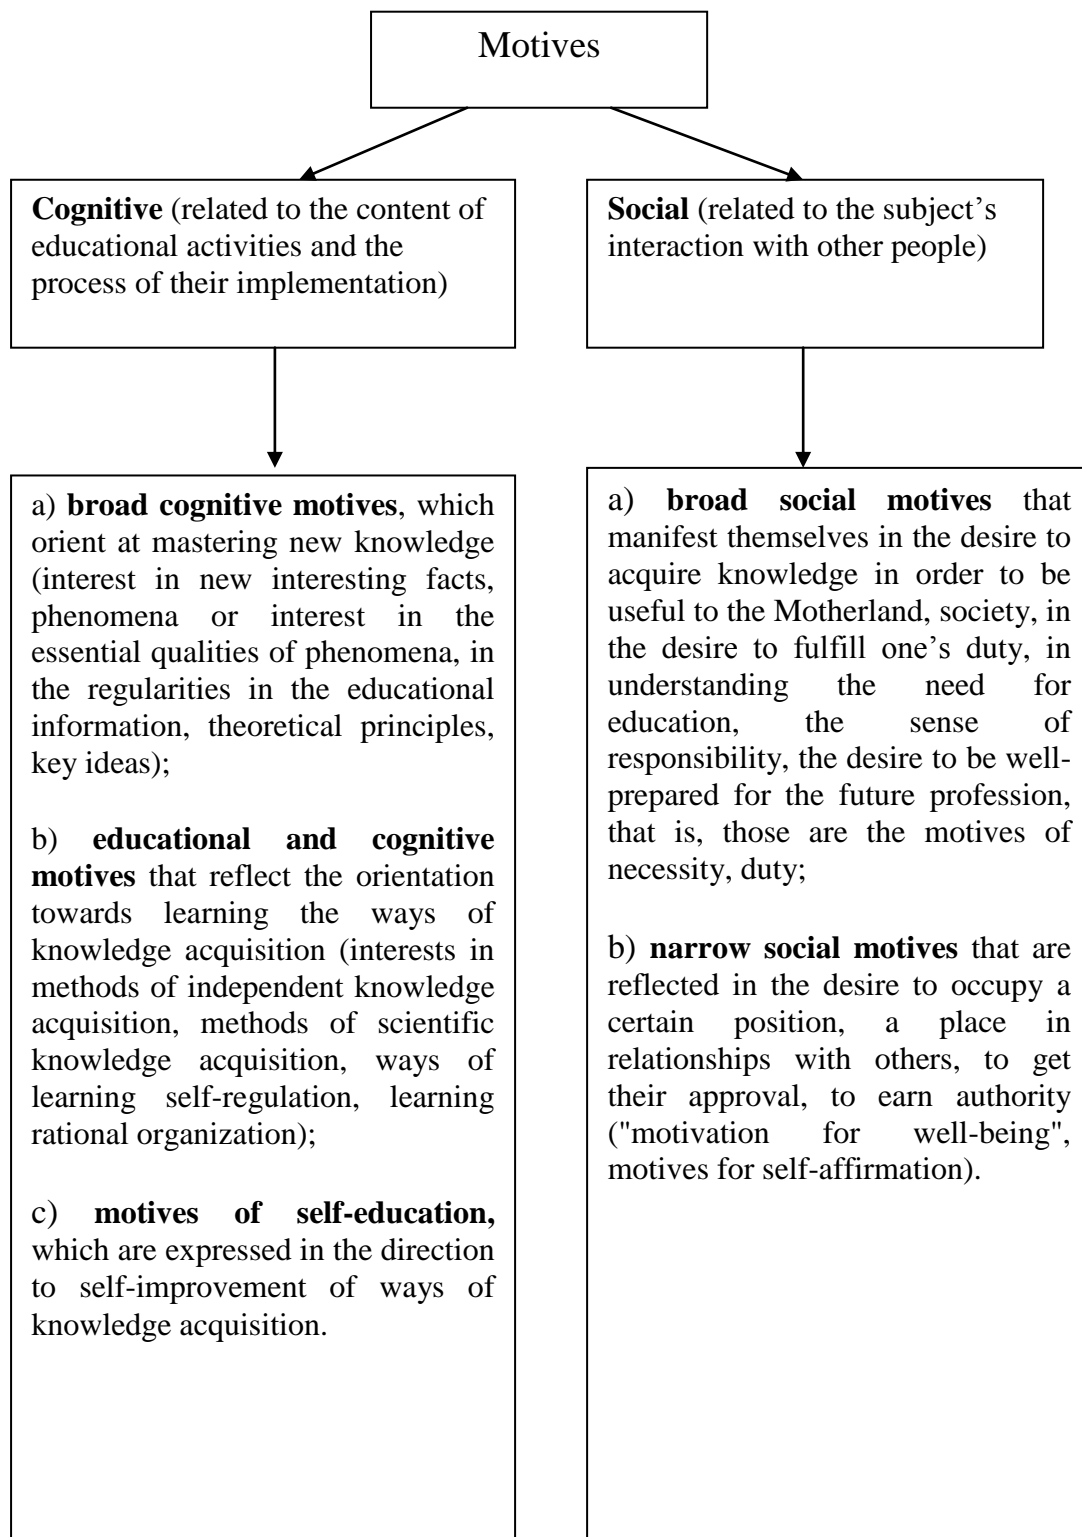 Motives
Cognitive (related to the content of
educational activities and the
process of their implementation)
Social (related to the subject's
interaction with other people)
a) broad cognitive motives, which
orient at mastering new knowledge
(interest in new interesting facts,
phenomena or interest in the
essential qualities of phenomena, in
the regularities in the educational
information, theoretical principles,
key ideas);
b) educational and cognitive
motives that reflect the orientation
towards learning the ways of
knowledge acquisition (interests in
methods of independent knowledge
acquisition, methods of scientific
knowledge acquisition, ways of
learning self-regulation, learning
rational organization);
c) motives of self-education,
which are expressed in the direction
to self-improvement of ways of
knowledge acquisition.
a) broad social motives that
manifest themselves in the desire to
acquire knowledge in order to be
useful to the Motherland, society, in
the desire to fulfill one's duty, in
understanding the need for
education, the sense of
responsibility, the desire to be well-
prepared for the future profession,
that is, those are the motives of
necessity, duty;
b) narrow social motives that are
reflected in the desire to occupy a
certain position, a place in
relationships with others, to get
their approval, to earn authority
("motivation for well-being",
motives for self-affirmation).